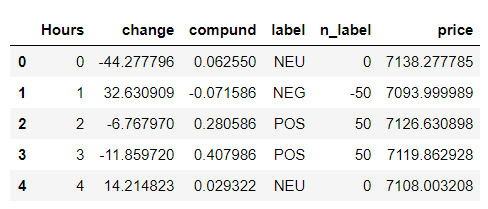 Hours change compund label n_label price
0 0 -44.277796 0.062550 NEU 0 7138.277785
1 1 32.630909 -0.071586 NEG -50 7093.999989
2 2 -6.767970 0.280586 POS 50 7126.630898
3 3 -11.859720 0.407986 POS 50 7119.862928
4 4 14.214823 0.029322 NEU 0 7108.003208